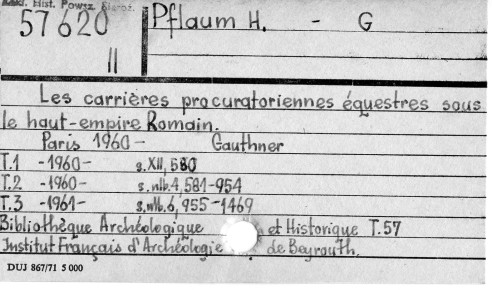 Zakł. Hist. Powsz. Staroż.
57620
II
Pflaum H. - G
Les carrières procuratoriennes équestres sous
le haut-empire Romain.
Paris 1960- Gauthner
T.1 -1960- s.XII, 580
T.2 -1960- s.nlb.4, 581-954
T.3 -1961- s.nlb.6, 955-1469
Bibliothèque Archéologique et Historique T.57
Institut Français d'Archéologie de Beyrouth.
DUJ 867/71 5 000